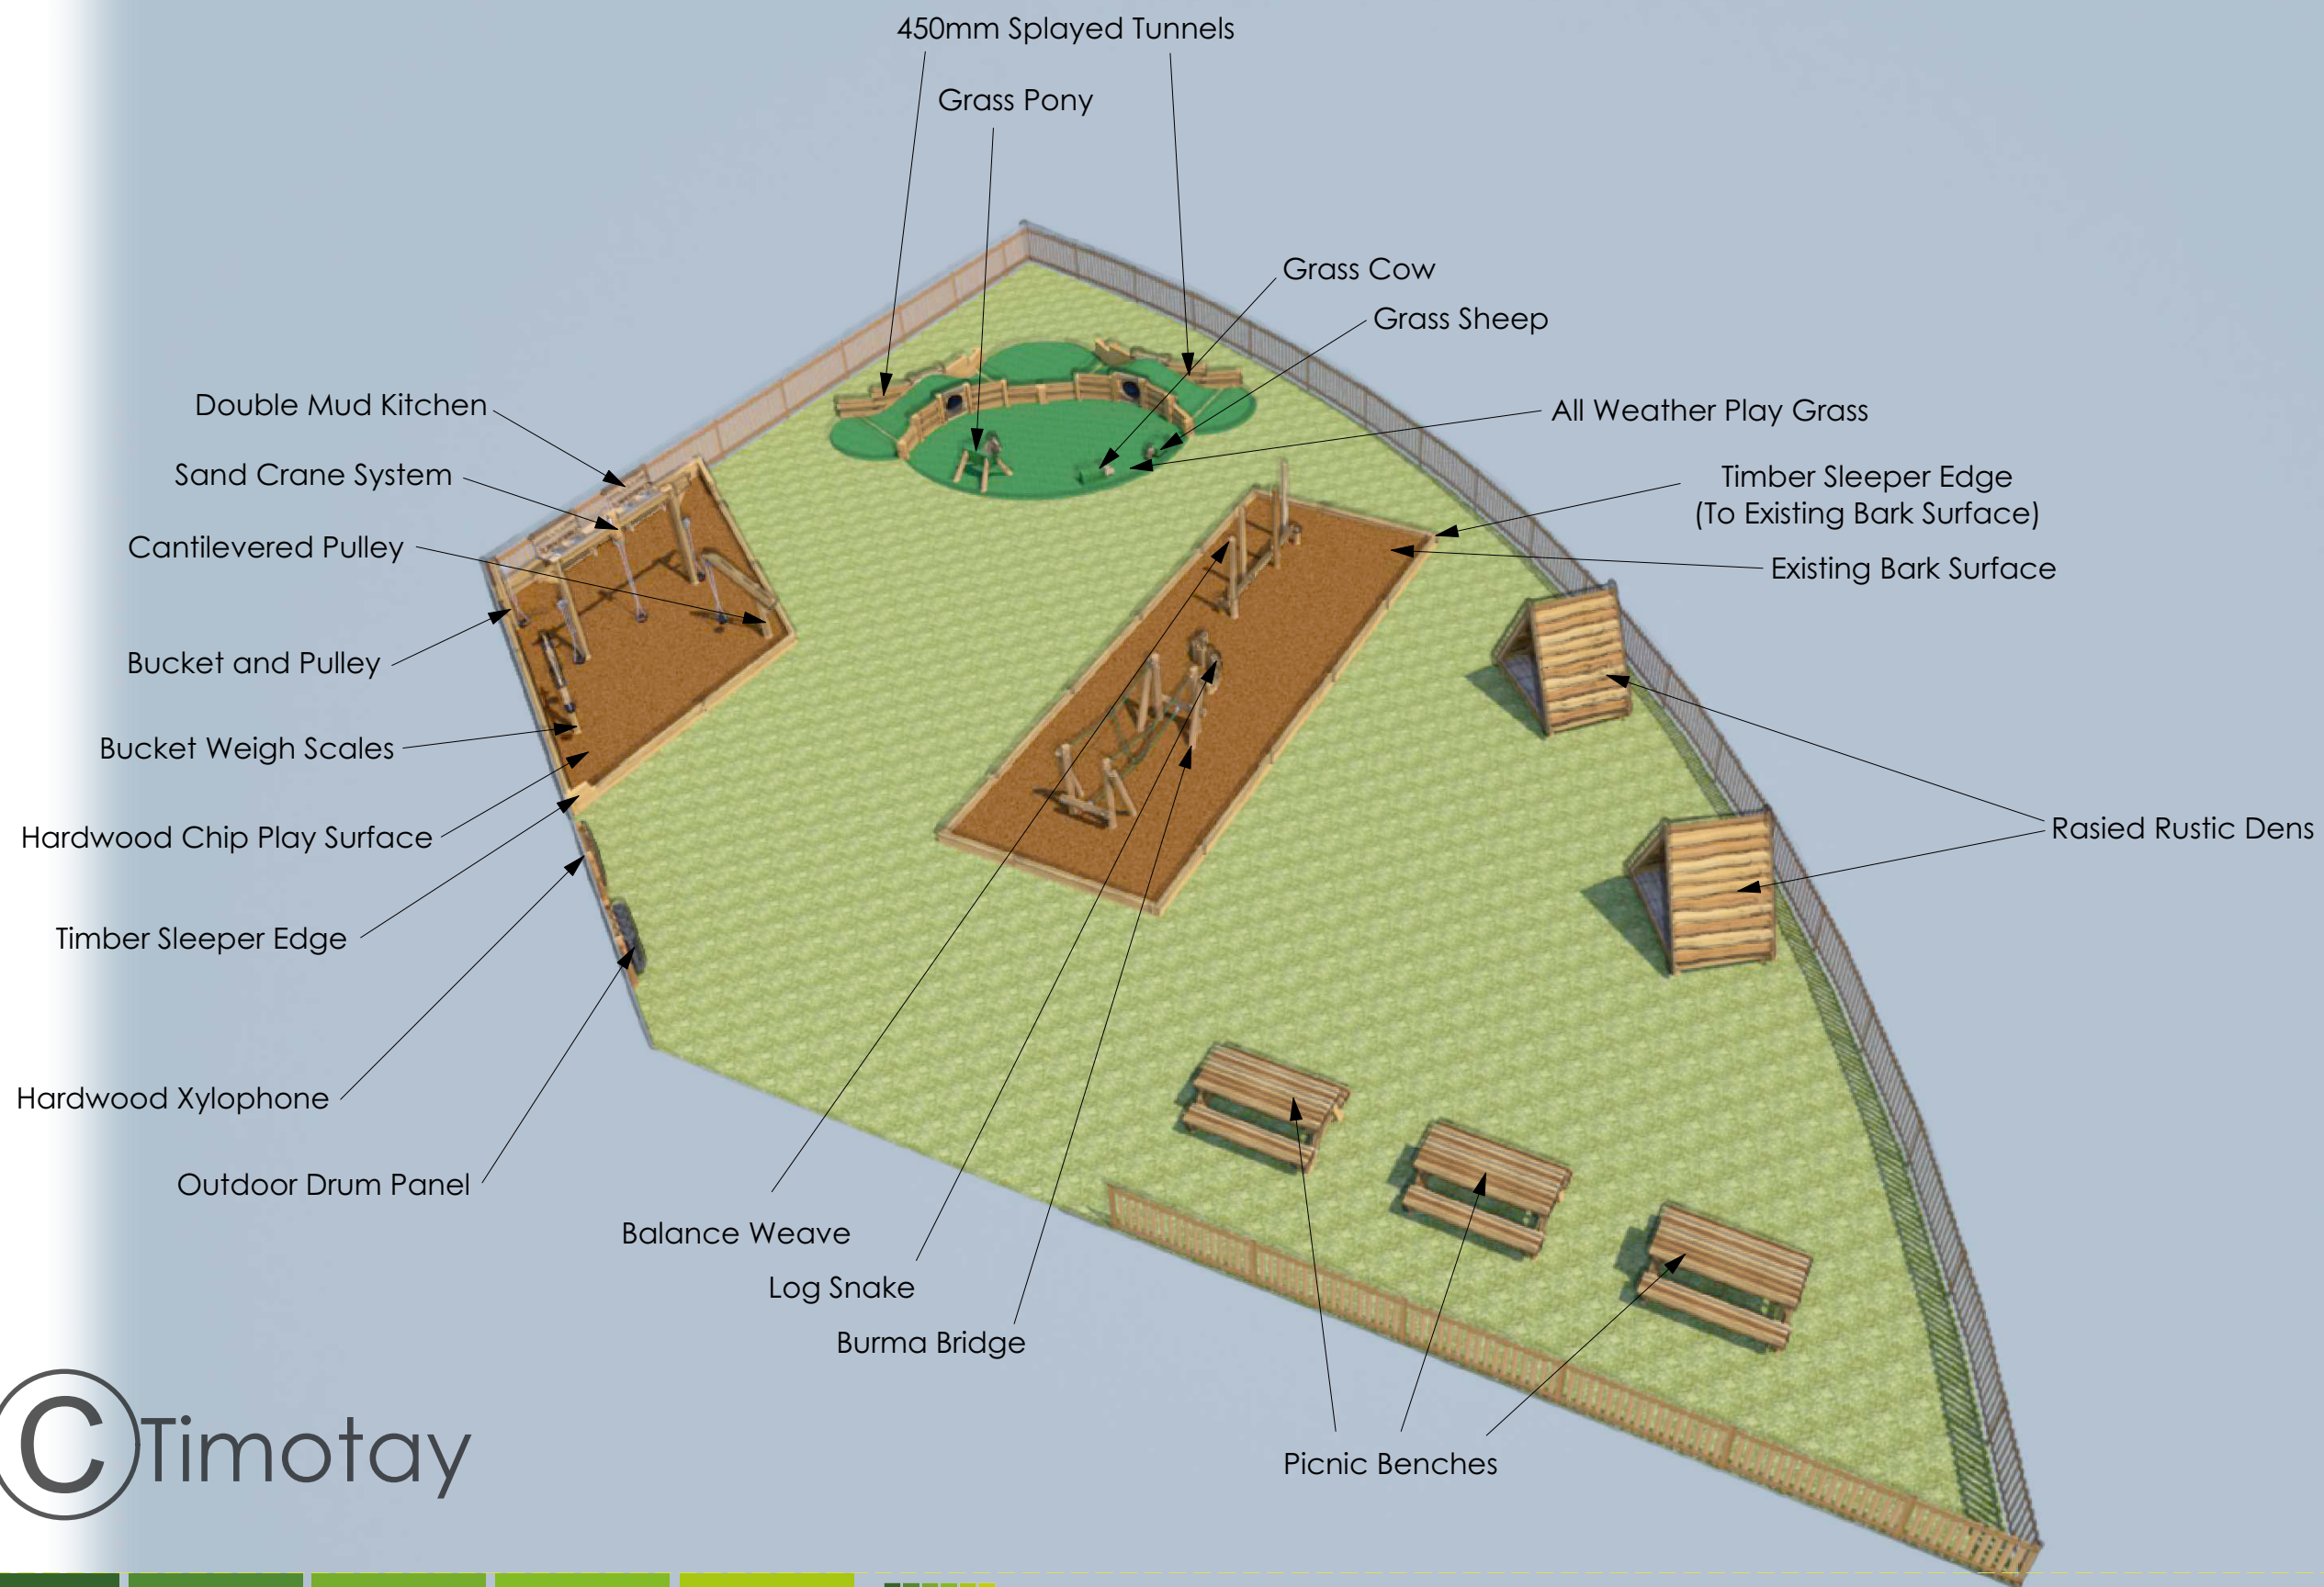 450mm Splayed Tunnels
Grass Pony
Grass Cow
Grass Sheep
Double Mud Kitchen
All Weather Play Grass
Sand Crane System
Timber Sleeper Edge
(To Existing Bark Surface)
Cantilevered Pulley
Existing Bark Surface
Bucket and Pulley
Bucket Weigh Scales
Hardwood Chip Play Surface
Rasied Rustic Dens
Timber Sleeper Edge
Hardwood Xylophone
Outdoor Drum Panel
Balance Weave
Log Snake
Burma Bridge
Picnic Benches
© Timotay